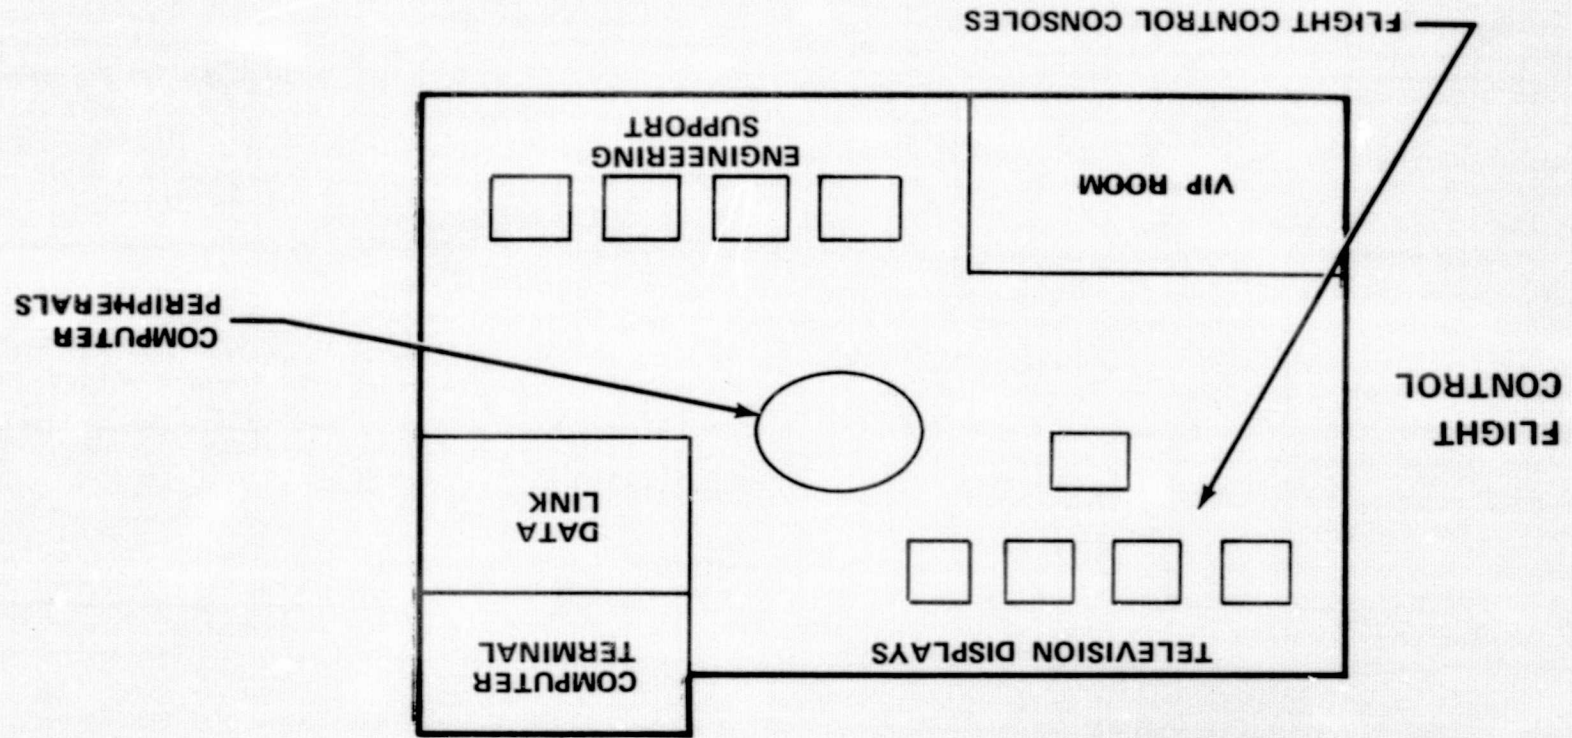 COMPUTER
TERMINAL
TELEVISION DISPLAYS
DATA
LINK
FLIGHT
CONTROL
COMPUTER
PERIPHERALS
VIP ROOM
ENGINEERING
SUPPORT
FLIGHT CONTROL CONSOLES